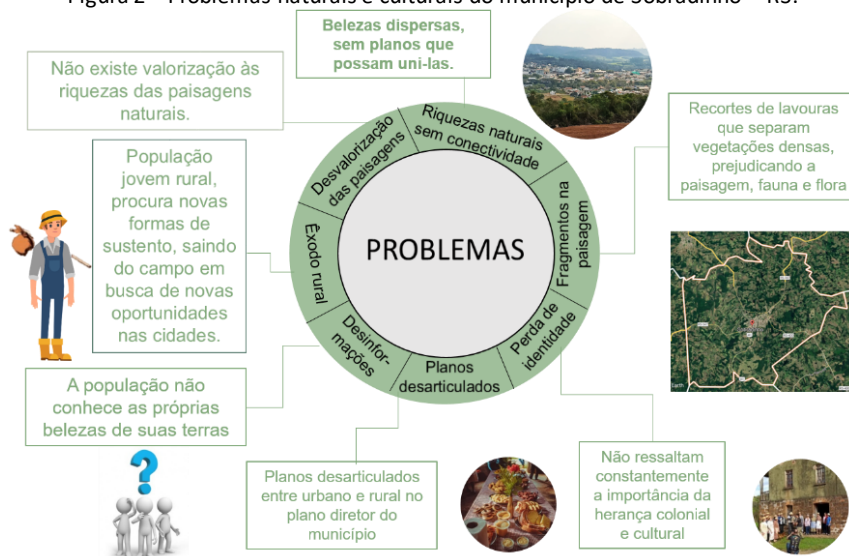 Figura 2 – Problemas naturais e culturais do município de Sobradinho – RS.
Belezas dispersas,
sem planos que
possam uni-las.
Não existe valorização às
riquezas das paisagens
naturais.
Recortes de lavouras
que separam
vegetações densas,
prejudicando a
paisagem, fauna e flora
População
jovem rural,
procura novas
formas de
sustento, saindo
do campo em
busca de novas
oportunidades
nas cidades.
Desvalorização
das paisagens
Riquezas naturais
sem conectividade
Fragmentos na
paisagem
Perda de
identidade
Planos
desarticulados
Desinfor-
mações
Êxodo rural
PROBLEMAS
A população não
conhece as próprias
belezas de suas terras
Planos desarticulados
entre urbano e rural no
plano diretor do
município
Não ressaltam
constantemente
a importância da
herança colonial
e cultural